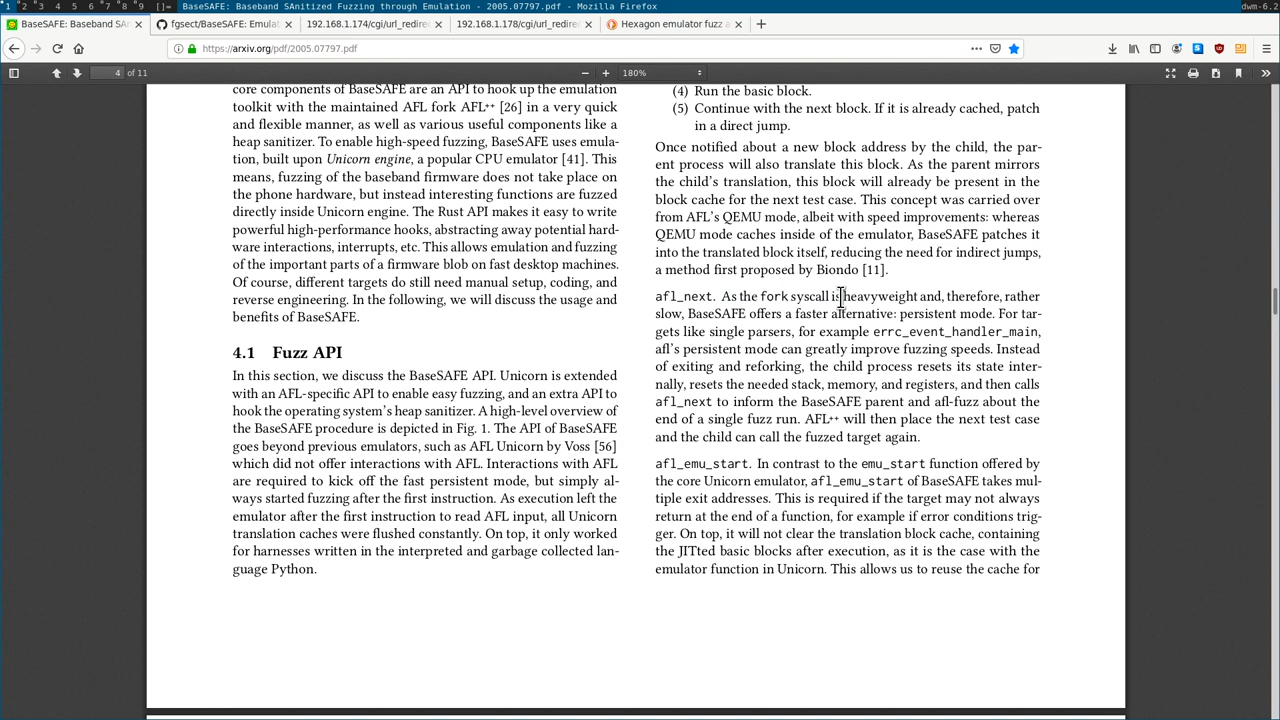 1 2 3 4 5 6 7 8 9 []= BaseSAFE: Baseband SAnitized Fuzzing through Emulation - 2005.07797.pdf - Mozilla Firefox dwm-6.2
BaseSAFE: Baseband SAn
fgsect/BaseSAFE: Emulat
192.168.1.174/cgi/url_redire
192.168.1.178/cgi/url_redire
Hexagon emulator fuzz a
https://arxiv.org/pdf/2005.07797.pdf
4 of 11
180%
core components of BaseSAFE are an API to hook up the emulation
toolkit with the maintained AFL fork AFL++ [26] in a very quick
and flexible manner, as well as various useful components like a
heap sanitizer. To enable high-speed fuzzing, BaseSAFE uses emula-
tion, built upon Unicorn engine, a popular CPU emulator [41]. This
means, fuzzing of the baseband firmware does not take place on
the phone hardware, but instead interesting functions are fuzzed
directly inside Unicorn engine. The Rust API makes it easy to write
powerful high-performance hooks, abstracting away potential hard-
ware interactions, interrupts, etc. This allows emulation and fuzzing
of the important parts of a firmware blob on fast desktop machines.
Of course, different targets do still need manual setup, coding, and
reverse engineering. In the following, we will discuss the usage and
benefits of BaseSAFE.
4.1 Fuzz API
In this section, we discuss the BaseSAFE API. Unicorn is extended
with an AFL-specific API to enable easy fuzzing, and an extra API to
hook the operating system's heap sanitizer. A high-level overview of
the BaseSAFE procedure is depicted in Fig. 1. The API of BaseSAFE
goes beyond previous emulators, such as AFL Unicorn by Voss [56]
which did not offer interactions with AFL. Interactions with AFL
are required to kick off the fast persistent mode, but simply al-
ways started fuzzing after the first instruction. As execution left the
emulator after the first instruction to read AFL input, all Unicorn
translation caches were flushed constantly. On top, it only worked
for harnesses written in the interpreted and garbage collected lan-
guage Python.
(4) Run the basic block.
(5) Continue with the next block. If it is already cached, patch
in a direct jump.
Once notified about a new block address by the child, the par-
ent process will also translate this block. As the parent mirrors
the child's translation, this block will already be present in the
block cache for the next test case. This concept was carried over
from AFL's QEMU mode, albeit with speed improvements: whereas
QEMU mode caches inside of the emulator, BaseSAFE patches it
into the translated block itself, reducing the need for indirect jumps,
a method first proposed by Biondo [11].
afl_next. As the fork syscall is heavyweight and, therefore, rather
slow, BaseSAFE offers a faster alternative: persistent mode. For tar-
gets like single parsers, for example errc_event_handler_main,
afl's persistent mode can greatly improve fuzzing speeds. Instead
of exiting and reforking, the child process resets its state inter-
nally, resets the needed stack, memory, and registers, and then calls
afl_next to inform the BaseSAFE parent and afl-fuzz about the
end of a single fuzz run. AFL++ will then place the next test case
and the child can call the fuzzed target again.
afl_emu_start. In contrast to the emu_start function offered by
the core Unicorn emulator, afl_emu_start of BaseSAFE takes mul-
tiple exit addresses. This is required if the target may not always
return at the end of a function, for example if error conditions trig-
ger. On top, it will not clear the translation block cache, containing
the JITted basic blocks after execution, as it is the case with the
emulator function in Unicorn. This allows us to reuse the cache for